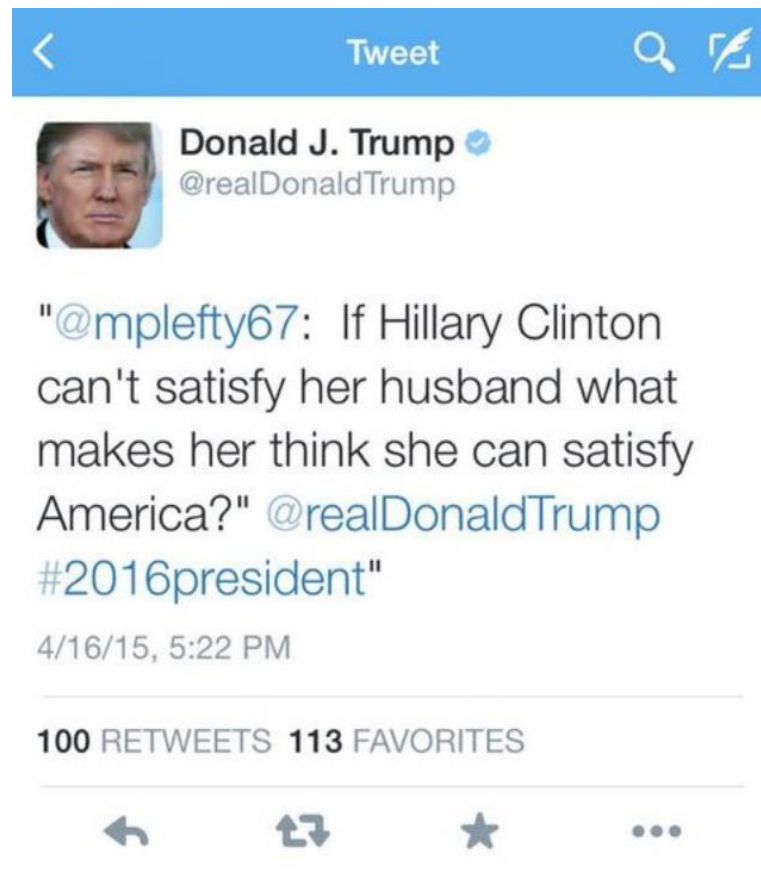 Tweet
Donald J. Trump
@realDonaldTrump
"@mplefty67:  If Hillary Clinton
can't satisfy her husband what
makes her think she can satisfy
America?" @realDonaldTrump
#2016president"
4/16/15, 5:22 PM
100 RETWEETS 113 FAVORITES